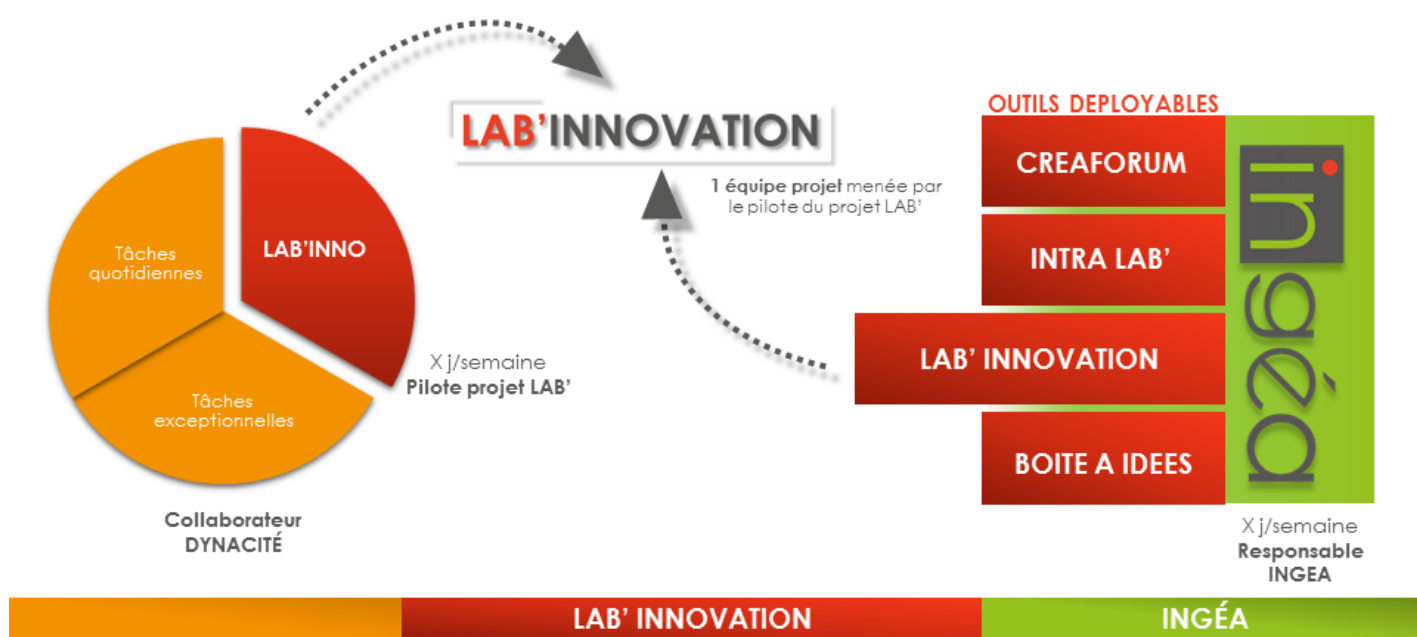 LAB'INNOVATION
1 équipe projet menée par
le pilote du projet LAB'
Tâches
quotidiennes
LAB'INNO
Tâches
exceptionnelles
X j/semaine
Pilote projet LAB'
Collaborateur
DYNACITÉ
OUTILS DEPLOYABLES
CREAFORUM
INTRA LAB'
LAB' INNOVATION
BOITE A IDEES
ingéa
X j/semaine
Responsable
INGEA
LAB' INNOVATION
INGÉA